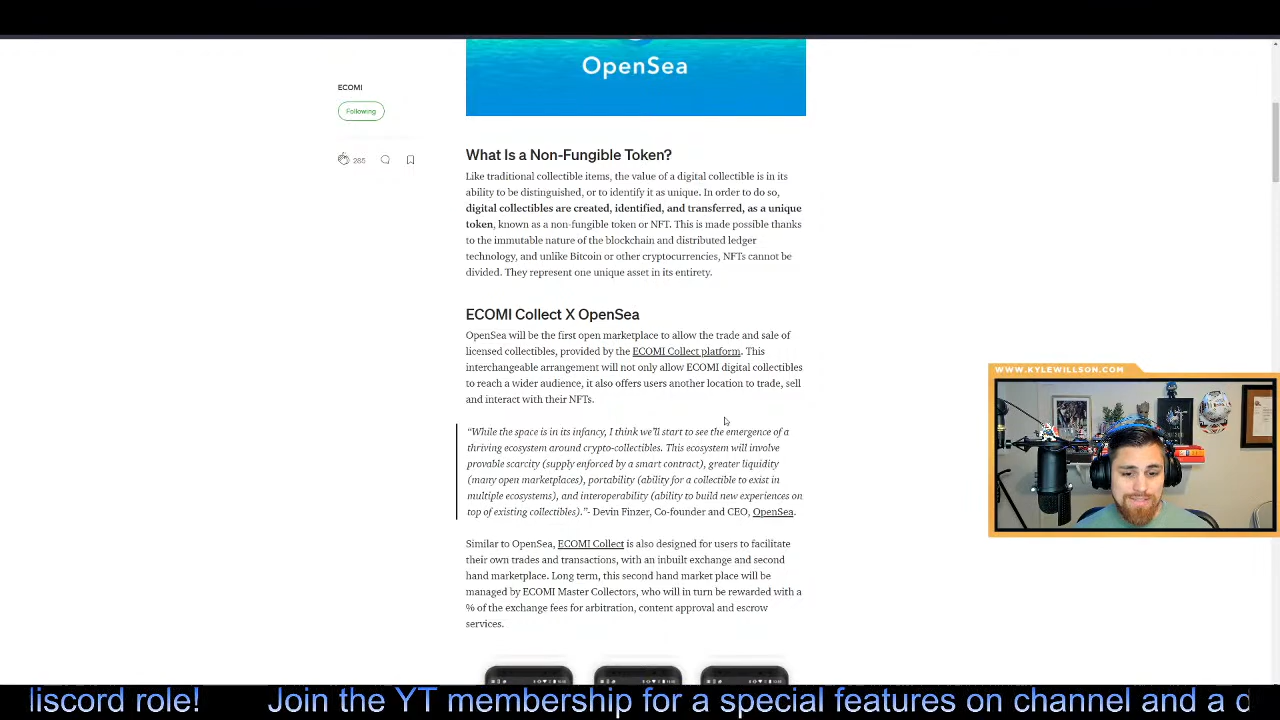 OpenSea
ECOMI
Following
285
What Is a Non-Fungible Token?
Like traditional collectible items, the value of a digital collectible is in its
ability to be distinguished, or to identify it as unique. In order to do so,
digital collectibles are created, identified, and transferred, as a unique
token, known as a non-fungible token or NFT. This is made possible thanks
to the immutable nature of the blockchain and distributed ledger
technology, and unlike Bitcoin or other cryptocurrencies, NFTs cannot be
divided. They represent one unique asset in its entirety.
ECOMI Collect X OpenSea
OpenSea will be the first open marketplace to allow the trade and sale of
licensed collectibles, provided by the ECOMI Collect platform. This
interchangeable arrangement will not only allow ECOMI digital collectibles
to reach a wider audience, it also offers users another location to trade, sell
and interact with their NFTs.
“While the space is in its infancy, I think we’ll start to see the emergence of a
thriving ecosystem around crypto-collectibles. This ecosystem will involve
provable scarcity (supply enforced by a smart contract), greater liquidity
(many open marketplaces), portability (ability for a collectible to exist in
multiple ecosystems), and interoperability (ability to build new experiences on
top of existing collectibles).”- Devin Finzer, Co-founder and CEO, OpenSea.
Similar to OpenSea, ECOMI Collect is also designed for users to facilitate
their own trades and transactions, with an inbuilt exchange and second
hand marketplace. Long term, this second hand market place will be
managed by ECOMI Master Collectors, who will in turn be rewarded with a
% of the exchange fees for arbitration, content approval and escrow
services.
WWW.KYLEWILLSON.COM
liscord role! Join the YT membership for a special features on channel and a d